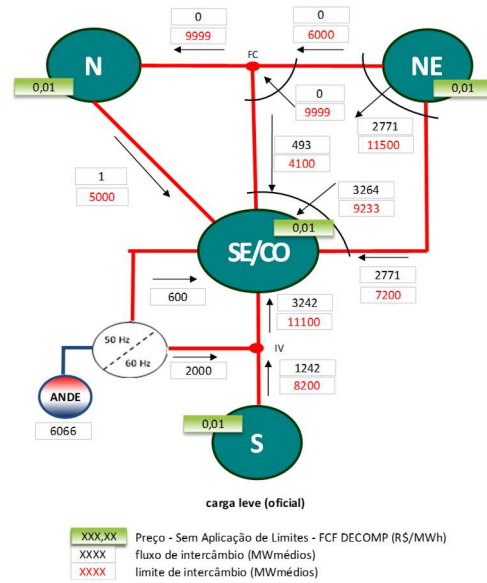 0
9999
0
6000
FC
N
0,01
NE
0,01
0
9999
2771
11500
493
4100
1
5000
3264
9233
0,01
SE/CO
2771
7200
600
3242
11100
50 Hz
60 Hz
IV
2000
1242
8200
ANDE
6066
0,01
S
carga leve (oficial)
XXX,XX Preço - Sem Aplicação de Limites - FCF DECOMP (R$/MWh)
XXXX fluxo de intercâmbio (MWmédios)
XXXX limite de intercâmbio (MWmédios)